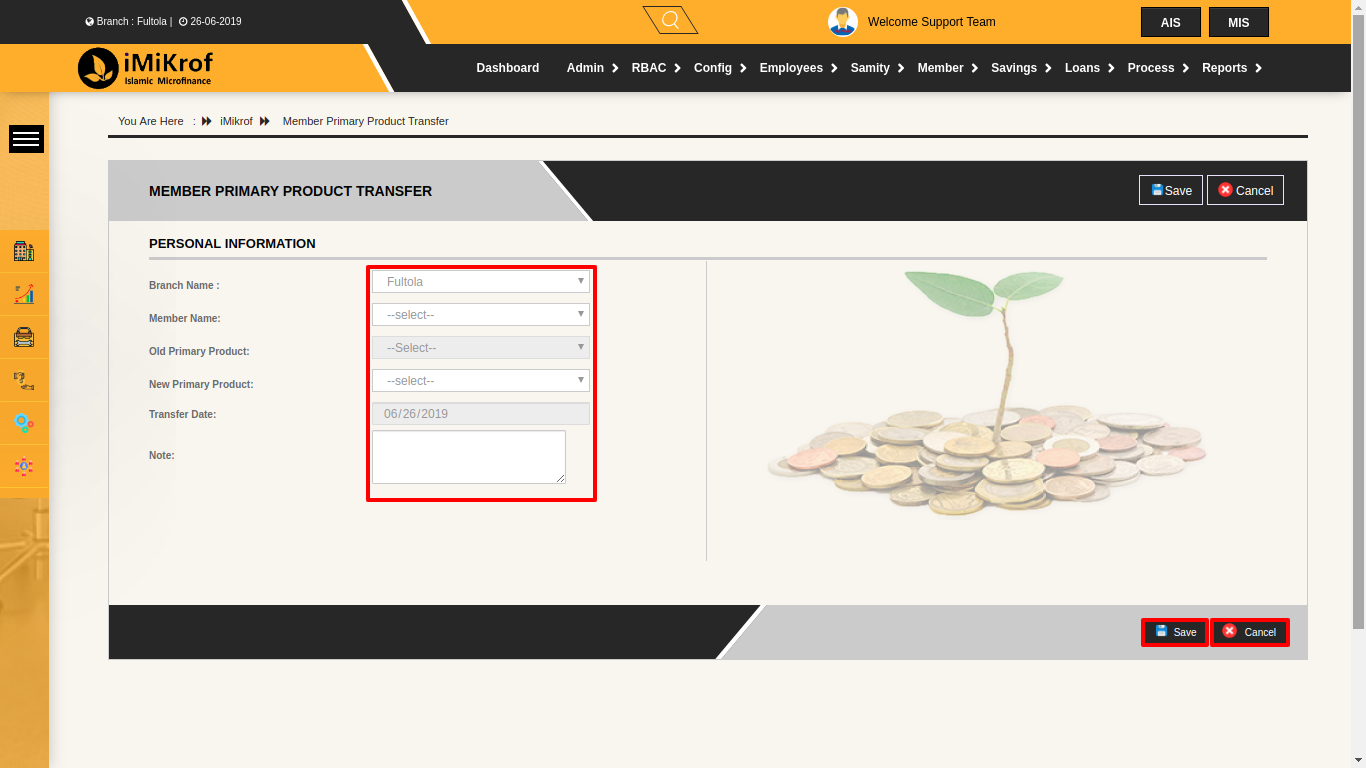 Branch : Fultola | 26-06-2019
Welcome Support Team
AIS
MIS
iMiKrof
Islamic Microfinance
Dashboard Admin RBAC Config Employees Samity Member Savings Loans Process Reports
You Are Here : iMikrof Member Primary Product Transfer
MEMBER PRIMARY PRODUCT TRANSFER
Save
Cancel
PERSONAL INFORMATION
Branch Name : Fultola
Member Name: --select--
Old Primary Product: --Select--
New Primary Product: --select--
Transfer Date: 06/26/2019
Note:
Save
Cancel